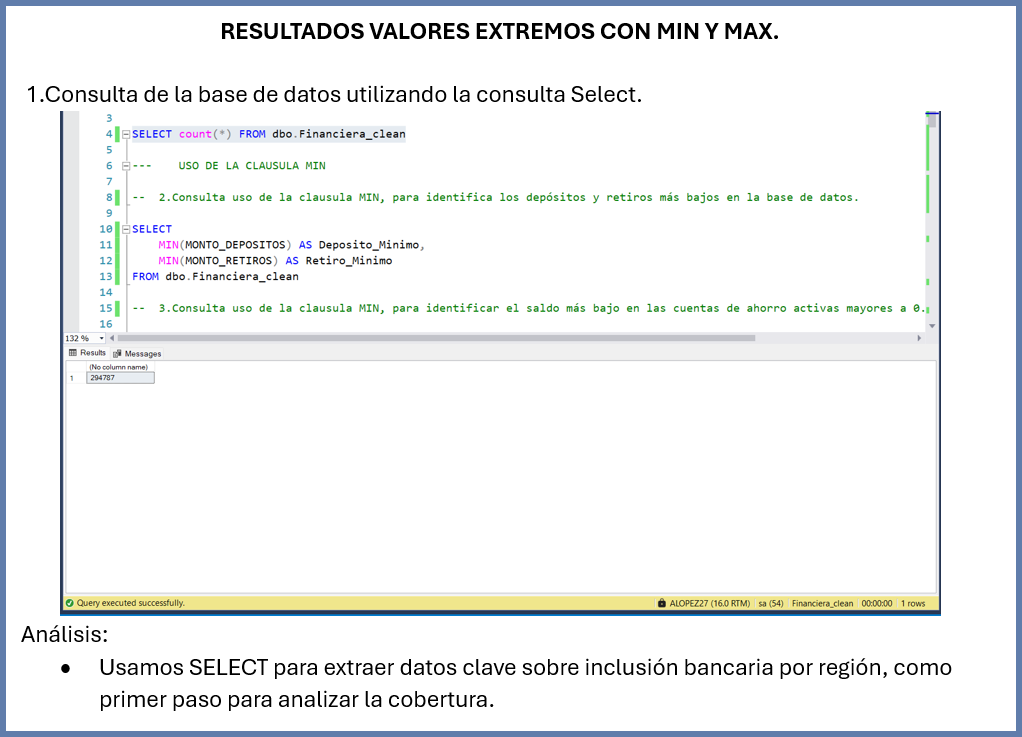 RESULTADOS VALORES EXTREMOS CON MIN Y MAX.
1.Consulta de la base de datos utilizando la consulta Select.
3
4 SELECT count(*) FROM dbo.Financiera_clean
5
6 --- USO DE LA CLAUSULA MIN
7
8 -- 2.Consulta uso de la clausula MIN, para identifica los depósitos y retiros más bajos en la base de datos.
9
10 SELECT
11 MIN(MONTO_DEPOSITOS) AS Deposito_Minimo,
12 MIN(MONTO_RETIROS) AS Retiro_Minimo
13 FROM dbo.Financiera_clean
14
15 -- 3.Consulta uso de la clausula MIN, para identificar el saldo más bajo en las cuentas de ahorro activas mayores a 0.
16
132 %
Results Messages
(No column name)
1 294787
Query executed successfully. ALOPEZ27 (16.0 RTM) sa (54) Financiera_clean 00:00:00 1 rows
Análisis:
• Usamos SELECT para extraer datos clave sobre inclusión bancaria por región, como
primer paso para analizar la cobertura.